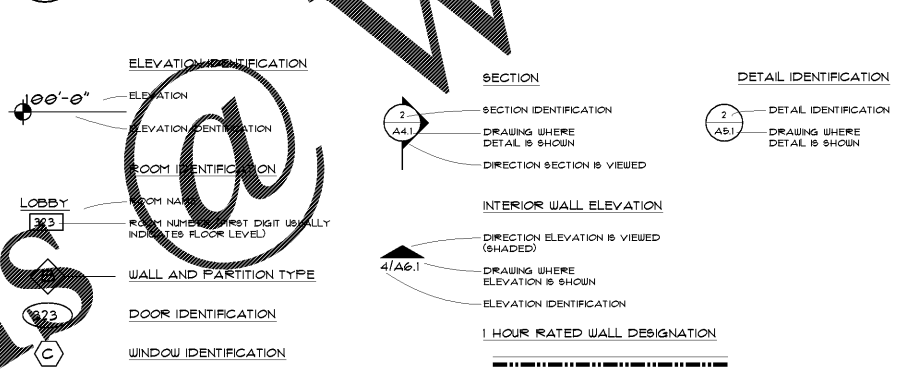 ELEVATION IDENTIFICATION
100'-0"
ELEVATION
ELEVATION IDENTIFICATION
ROOM IDENTIFICATION
LOBBY
ROOM NAME
323
ROOM NUMBER (FIRST DIGIT USUALLY
INDICATES FLOOR LEVEL)
WALL AND PARTITION TYPE
323
DOOR IDENTIFICATION
C
WINDOW IDENTIFICATION
SECTION
2
SECTION IDENTIFICATION
A4.1
DRAWING WHERE
DETAIL IS SHOWN
DIRECTION SECTION IS VIEWED
INTERIOR WALL ELEVATION
DIRECTION ELEVATION IS VIEWED
(SHADED)
4/A6.1
DRAWING WHERE
ELEVATION IS SHOWN
ELEVATION IDENTIFICATION
1 HOUR RATED WALL DESIGNATION
DETAIL IDENTIFICATION
2
DETAIL IDENTIFICATION
A5.1
DRAWING WHERE
DETAIL IS SHOWN
@
W
s